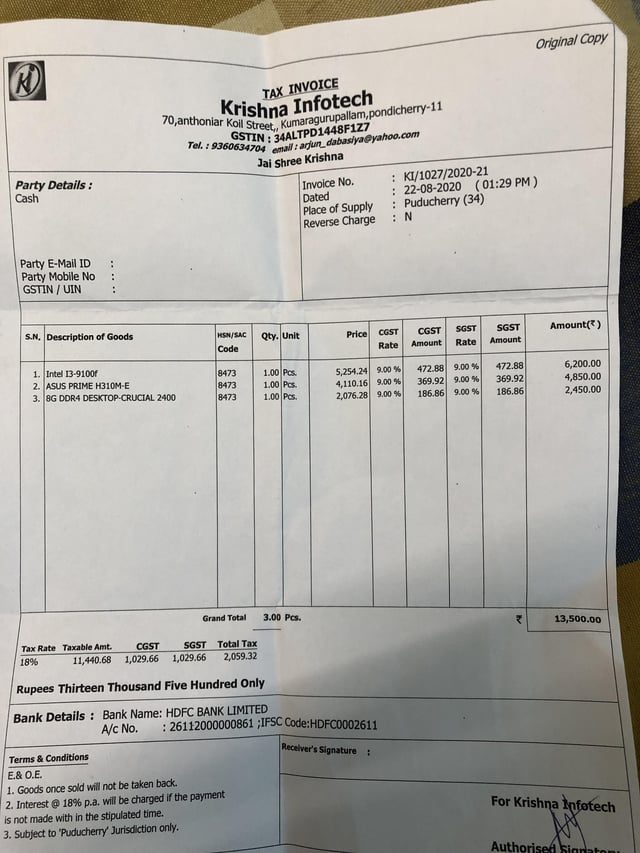 Original Copy
TAX INVOICE
Krishna Infotech
70,anthoniar Koil Street,, Kumaragurupallam,pondicherry-11
GSTIN : 34ALTPD1448F1Z7
Tel. : 9360634704 email : arjun_dabasiya@yahoo.com
Jai Shree Krishna
Party Details :
Cash
Party E-Mail ID :
Party Mobile No :
GSTIN / UIN :
Invoice No. : KI/1027/2020-21
Dated : 22-08-2020 ( 01:29 PM )
Place of Supply : Puducherry (34)
Reverse Charge : N
S.N. Description of Goods HSN/SAC Code Qty. Unit Price CGST Rate CGST Amount SGST Rate SGST Amount Amount(₹)
1. Intel I3-9100f 8473 1.00 Pcs. 5,254.24 9.00 % 472.88 9.00 % 472.88 6,200.00
2. ASUS PRIME H310M-E 8473 1.00 Pcs. 4,110.16 9.00 % 369.92 9.00 % 369.92 4,850.00
3. 8G DDR4 DESKTOP-CRUCIAL 2400 8473 1.00 Pcs. 2,076.28 9.00 % 186.86 9.00 % 186.86 2,450.00
Grand Total 3.00 Pcs. ₹ 13,500.00
Tax Rate Taxable Amt. CGST SGST Total Tax
18% 11,440.68 1,029.66 1,029.66 2,059.32
Rupees Thirteen Thousand Five Hundred Only
Bank Details : Bank Name: HDFC BANK LIMITED
A/c No. : 26112000000861 ;IFSC Code:HDFC0002611
Terms & Conditions
E.& O.E.
1. Goods once sold will not be taken back.
2. Interest @ 18% p.a. will be charged if the payment
is not made with in the stipulated time.
3. Subject to 'Puducherry' Jurisdiction only.
Receiver's Signature :
For Krishna Infotech
Authorised Signatory